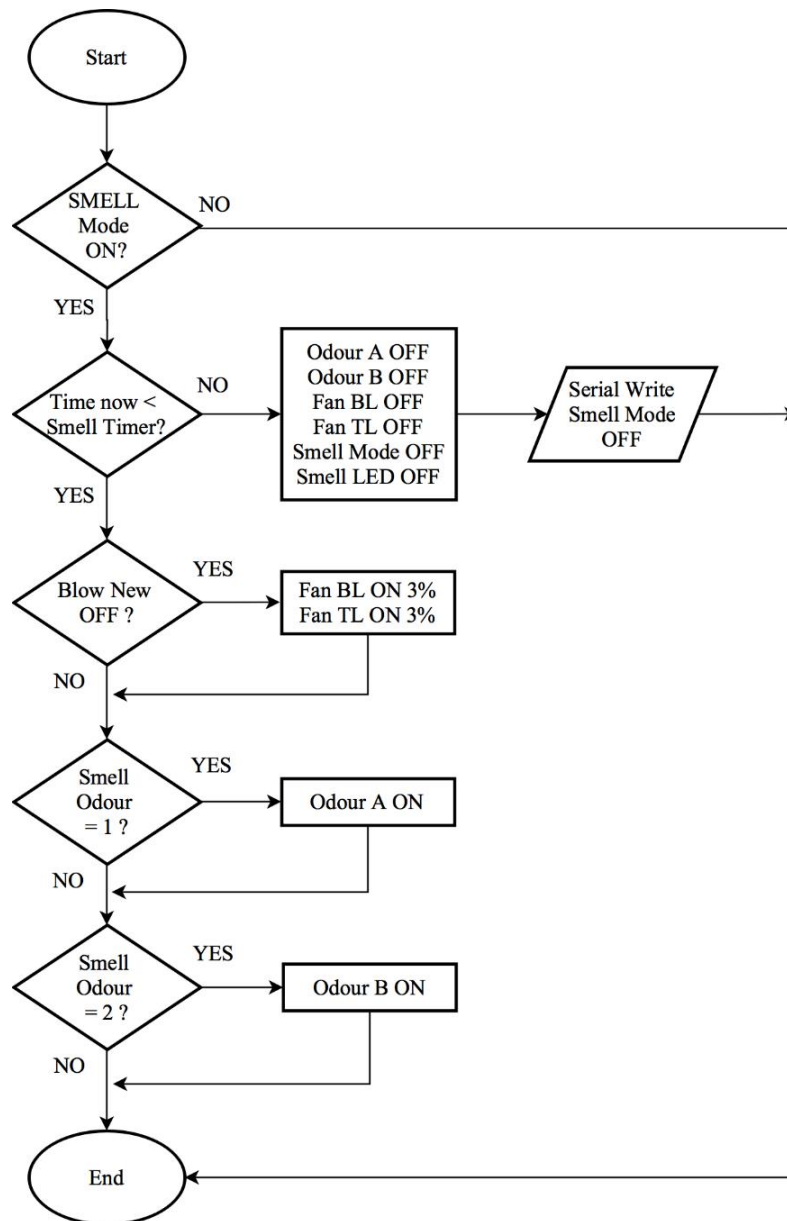 Start
SMELL
Mode
ON?
NO
YES
Time now <
Smell Timer?
NO
Odour A OFF
Odour B OFF
Fan BL OFF
Fan TL OFF
Smell Mode OFF
Smell LED OFF
Serial Write
Smell Mode
OFF
YES
Blow New
OFF ?
YES
Fan BL ON 3%
Fan TL ON 3%
NO
Smell
Odour
= 1 ?
YES
Odour A ON
NO
Smell
Odour
= 2 ?
YES
Odour B ON
NO
End